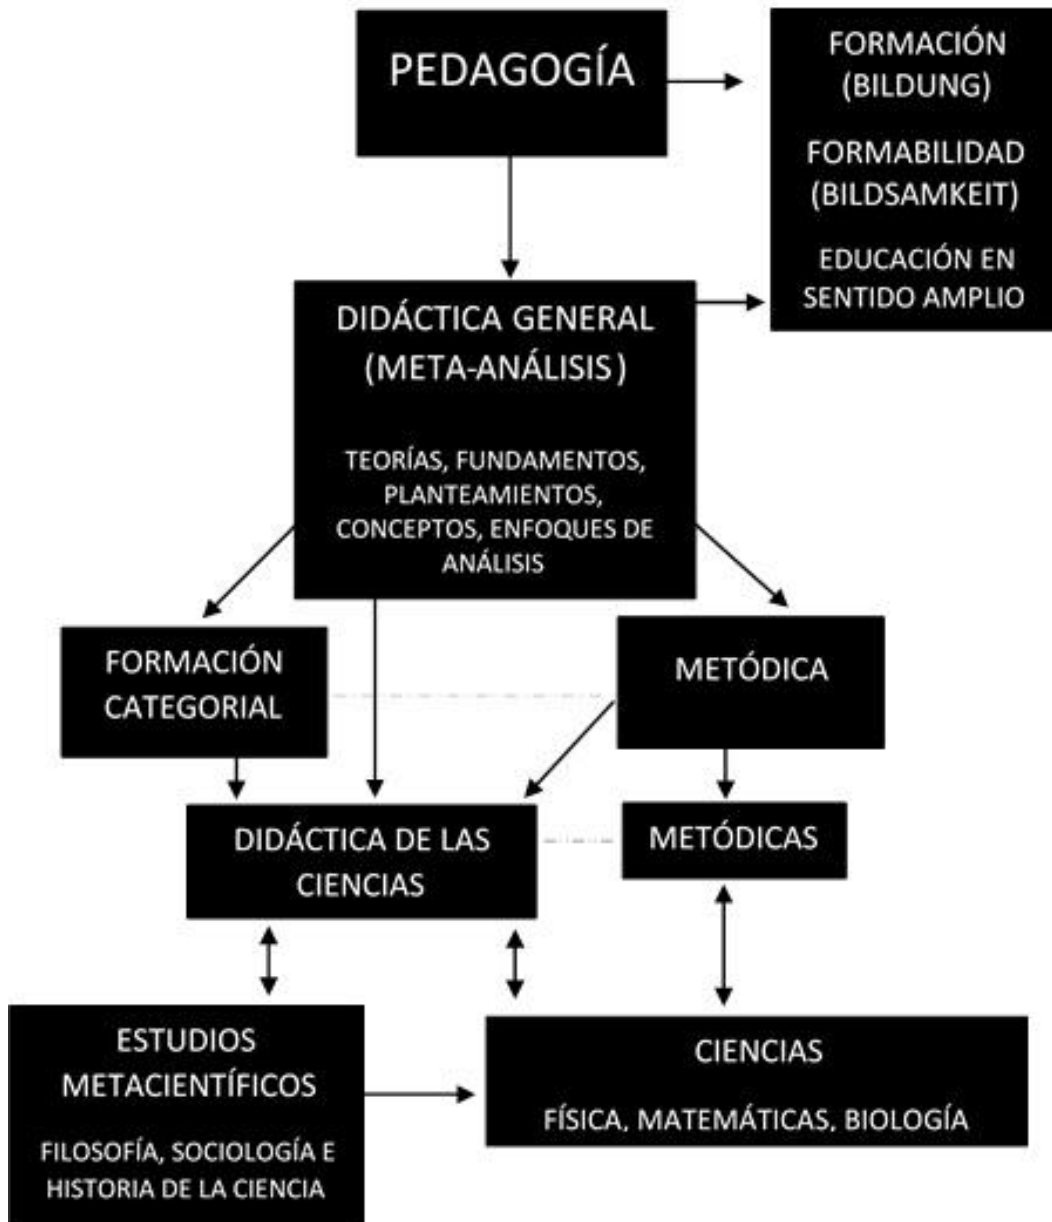 PEDAGOGÍA
FORMACIÓN
(BILDUNG)
FORMABILIDAD
(BILDSAMKEIT)
EDUCACIÓN EN
SENTIDO AMPLIO
DIDÁCTICA GENERAL
(META-ANÁLISIS)
TEORÍAS, FUNDAMENTOS,
PLANTEAMIENTOS,
CONCEPTOS, ENFOQUES DE
ANÁLISIS
FORMACIÓN
CATEGORIAL
METÓDICA
DIDÁCTICA DE LAS
CIENCIAS
METÓDICAS
ESTUDIOS
METACIENTÍFICOS
FILOSOFÍA, SOCIOLOGÍA E
HISTORIA DE LA CIENCIA
CIENCIAS
FÍSICA, MATEMÁTICAS, BIOLOGÍA